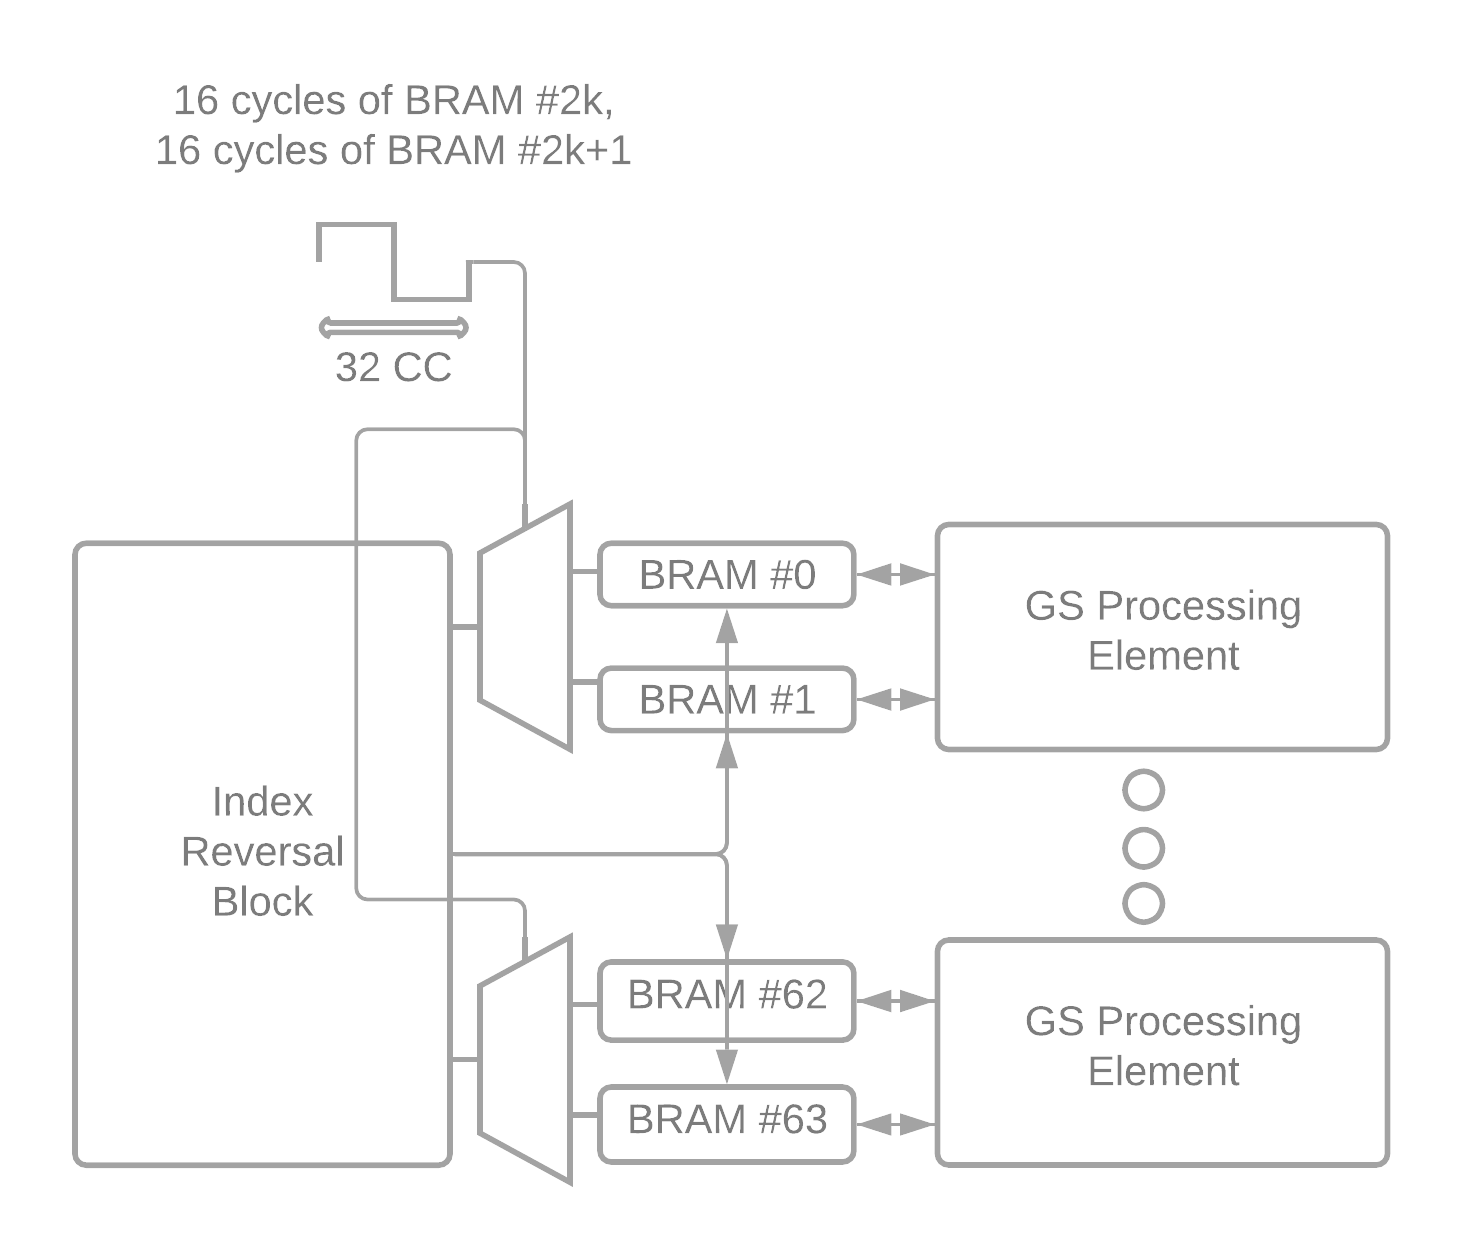 16 cycles of BRAM #2k,
16 cycles of BRAM #2k+1
32 CC
BRAM #0
BRAM #1
GS Processing
Element
Index
Reversal
Block
BRAM #62
BRAM #63
GS Processing
Element